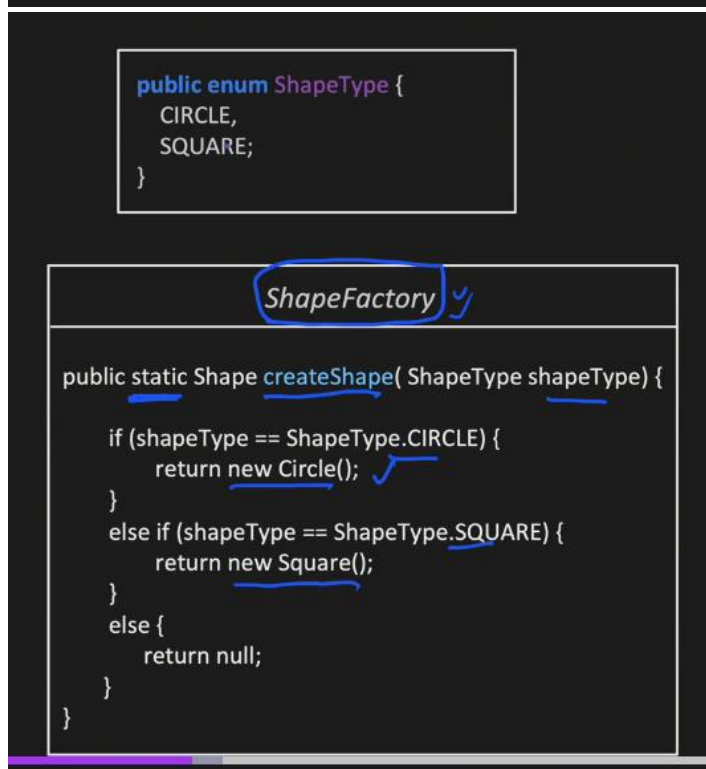 public enum ShapeType {
CIRCLE,
SQUARE;
}
ShapeFactory
public static Shape createShape( ShapeType shapeType) {
if (shapeType == ShapeType.CIRCLE) {
return new Circle();
}
else if (shapeType == ShapeType.SQUARE) {
return new Square();
}
else {
return null;
}
}